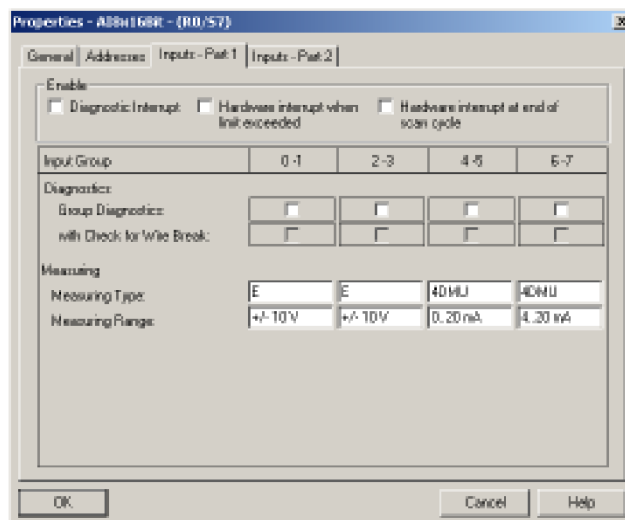 Properties - AI8x16Bit - (R0/S7)
General Addresses Inputs - Part 1 Inputs - Part 2
Enable
Diagnostic Interrupt Hardware interrupt when limit exceeded Hardware interrupt at end of scan cycle
Input Group 0 - 1 2 - 3 4 - 5 6 - 7
Diagnostics
Group Diagnostics:
with Check for Wire Break:
Measuring
Measuring Type: E E 4DMU 4DMU
Measuring Range: +/- 10 V +/- 10 V 0..20 mA 4..20 mA
OK Cancel Help